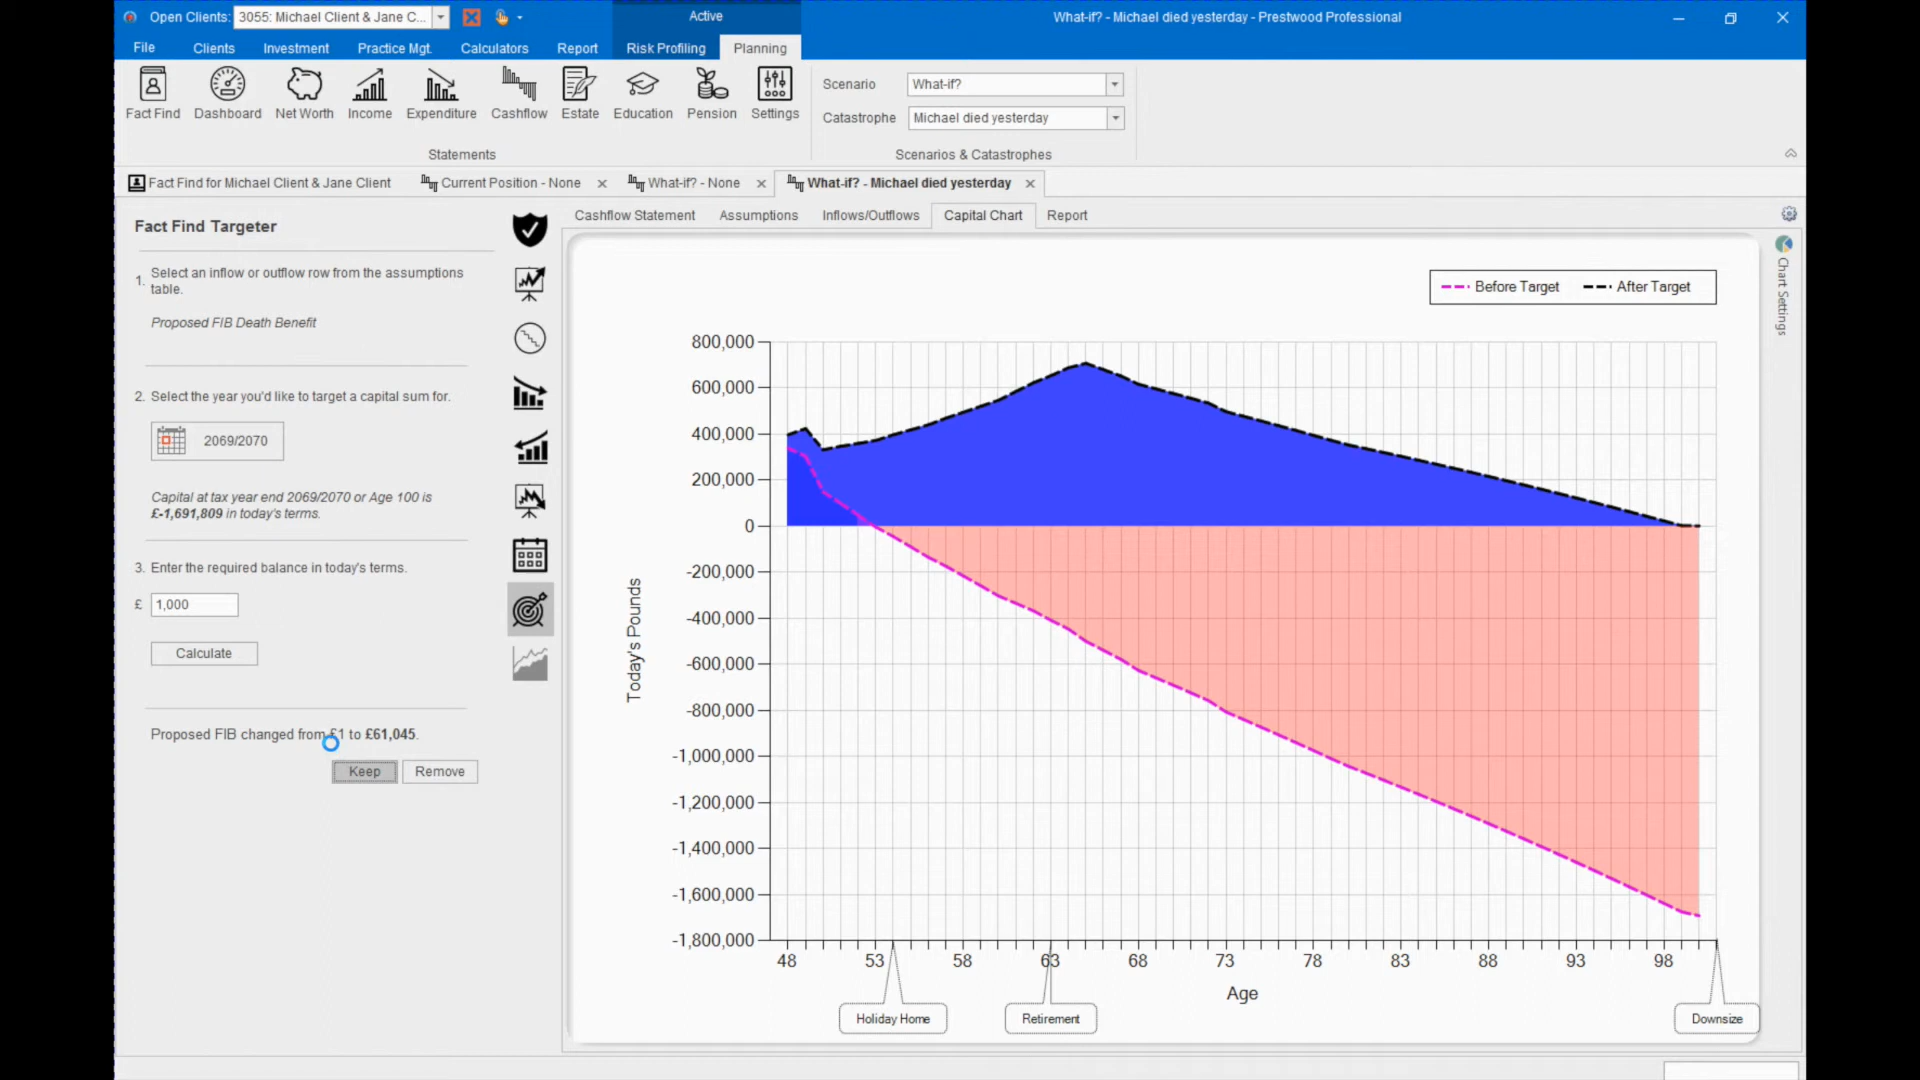 Open Clients: 3055: Michael Client & Jane C...
Active
What-if? - Michael died yesterday - Prestwood Professional
File Clients Investment Practice Mgt. Calculators Report Risk Profiling Planning
Fact Find Dashboard Net Worth Income Expenditure Cashflow Estate Education Pension Settings
Statements
Scenario What-if?
Catastrophe Michael died yesterday
Scenarios & Catastrophes
Fact Find for Michael Client & Jane Client Current Position - None What-if? - None What-if? - Michael died yesterday
Fact Find Targeter
1. Select an inflow or outflow row from the assumptions
table.
Proposed FIB Death Benefit
2. Select the year you'd like to target a capital sum for.
2069/2070
Capital at tax year end 2069/2070 or Age 100 is
£-1,691,809 in today's terms.
3. Enter the required balance in today's terms.
£ 1,000
Calculate
Proposed FIB changed from £1 to £61,045.
Keep Remove
Cashflow Statement Assumptions Inflows/Outflows Capital Chart Report
Chart Settings
Before Target After Target
Today's Pounds
800,000
600,000
400,000
200,000
0
-200,000
-400,000
-600,000
-800,000
-1,000,000
-1,200,000
-1,400,000
-1,600,000
-1,800,000
48 53 58 63 68 73 78 83 88 93 98
Age
Holiday Home Retirement Downsize